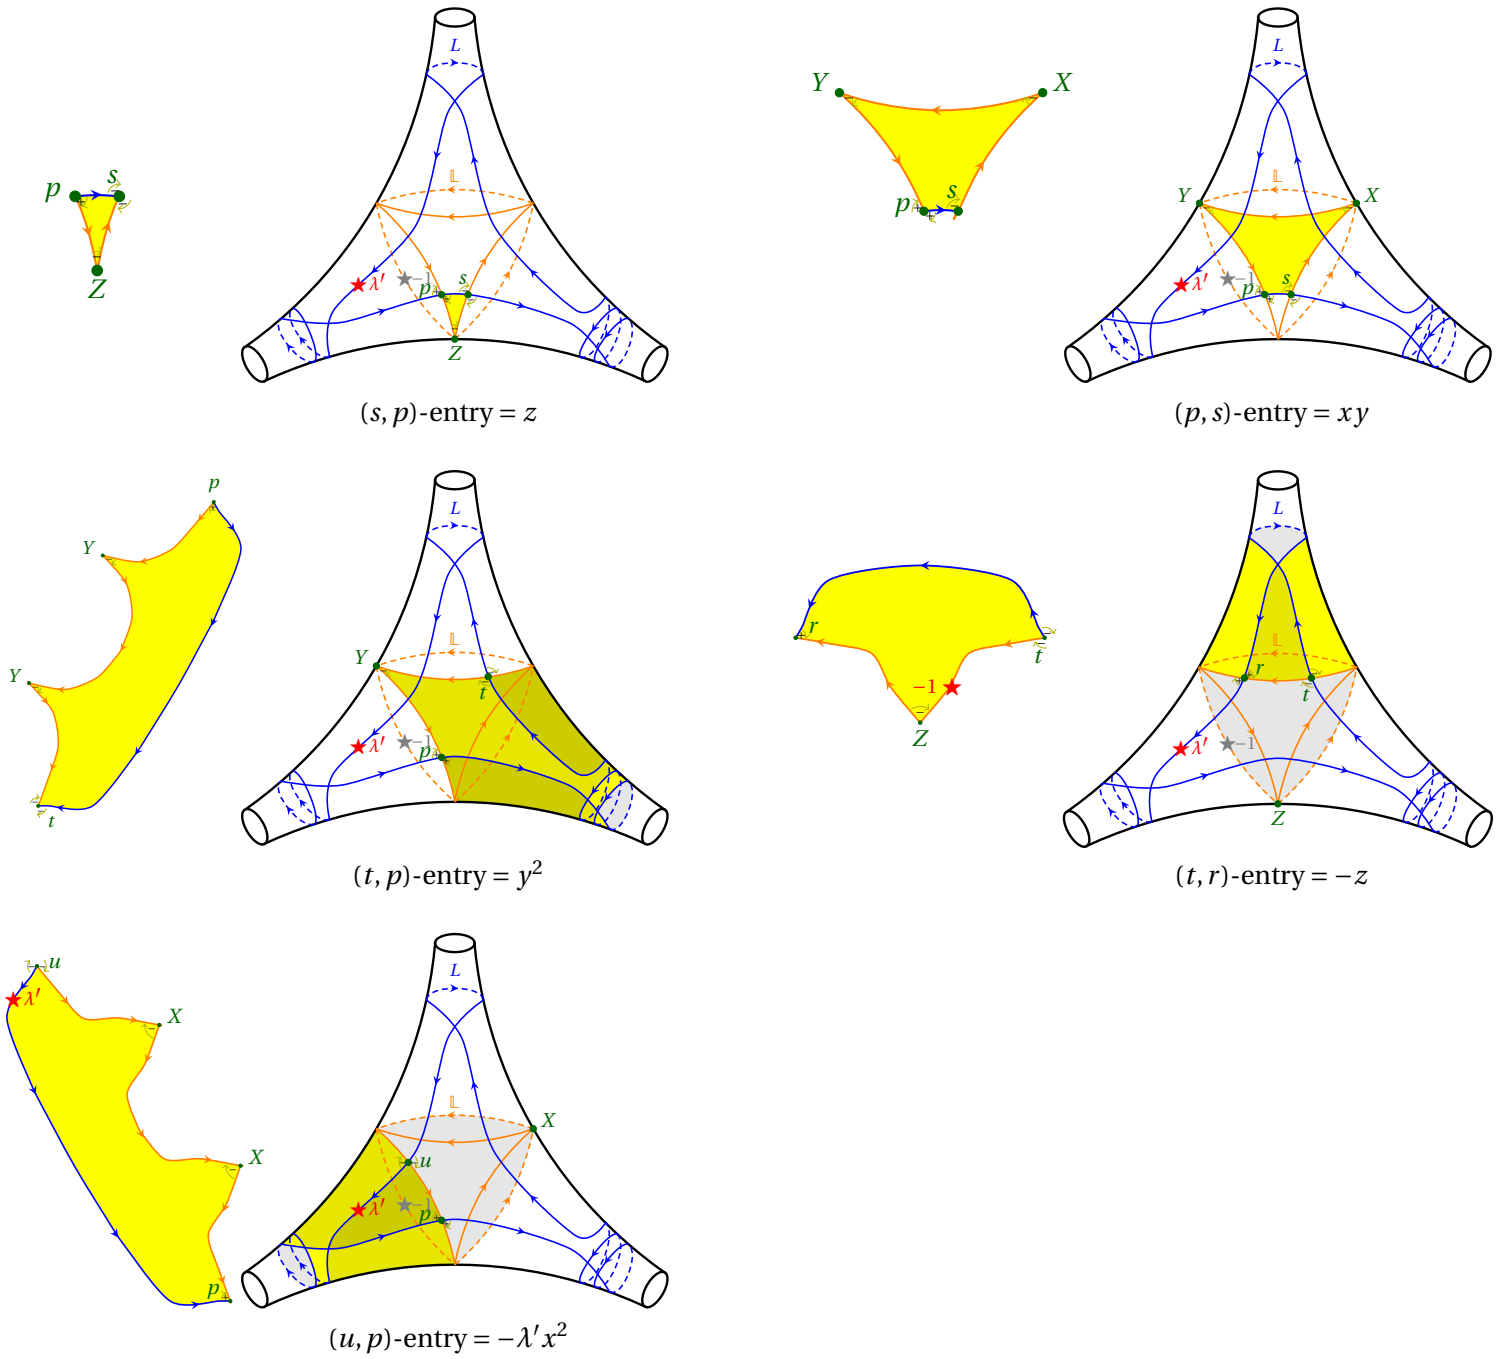 L
𝕃
p
s
Z
★λ′
★−1
p
s
Z
(s, p)-entry = z
Y
X
p
s
L
𝕃
Y
X
★λ′
★−1
p
s
(p, s)-entry = xy
p
Y
Y
t
L
𝕃
Y
t
★λ′
★−1
p
(t, p)-entry = y²
r
t
−1★
Z
L
𝕃
r
t
★λ′
★−1
Z
(t, r)-entry = −z
u
★λ′
X
X
p
L
𝕃
X
u
★λ′
★−1
p
(u, p)-entry = −λ′x²